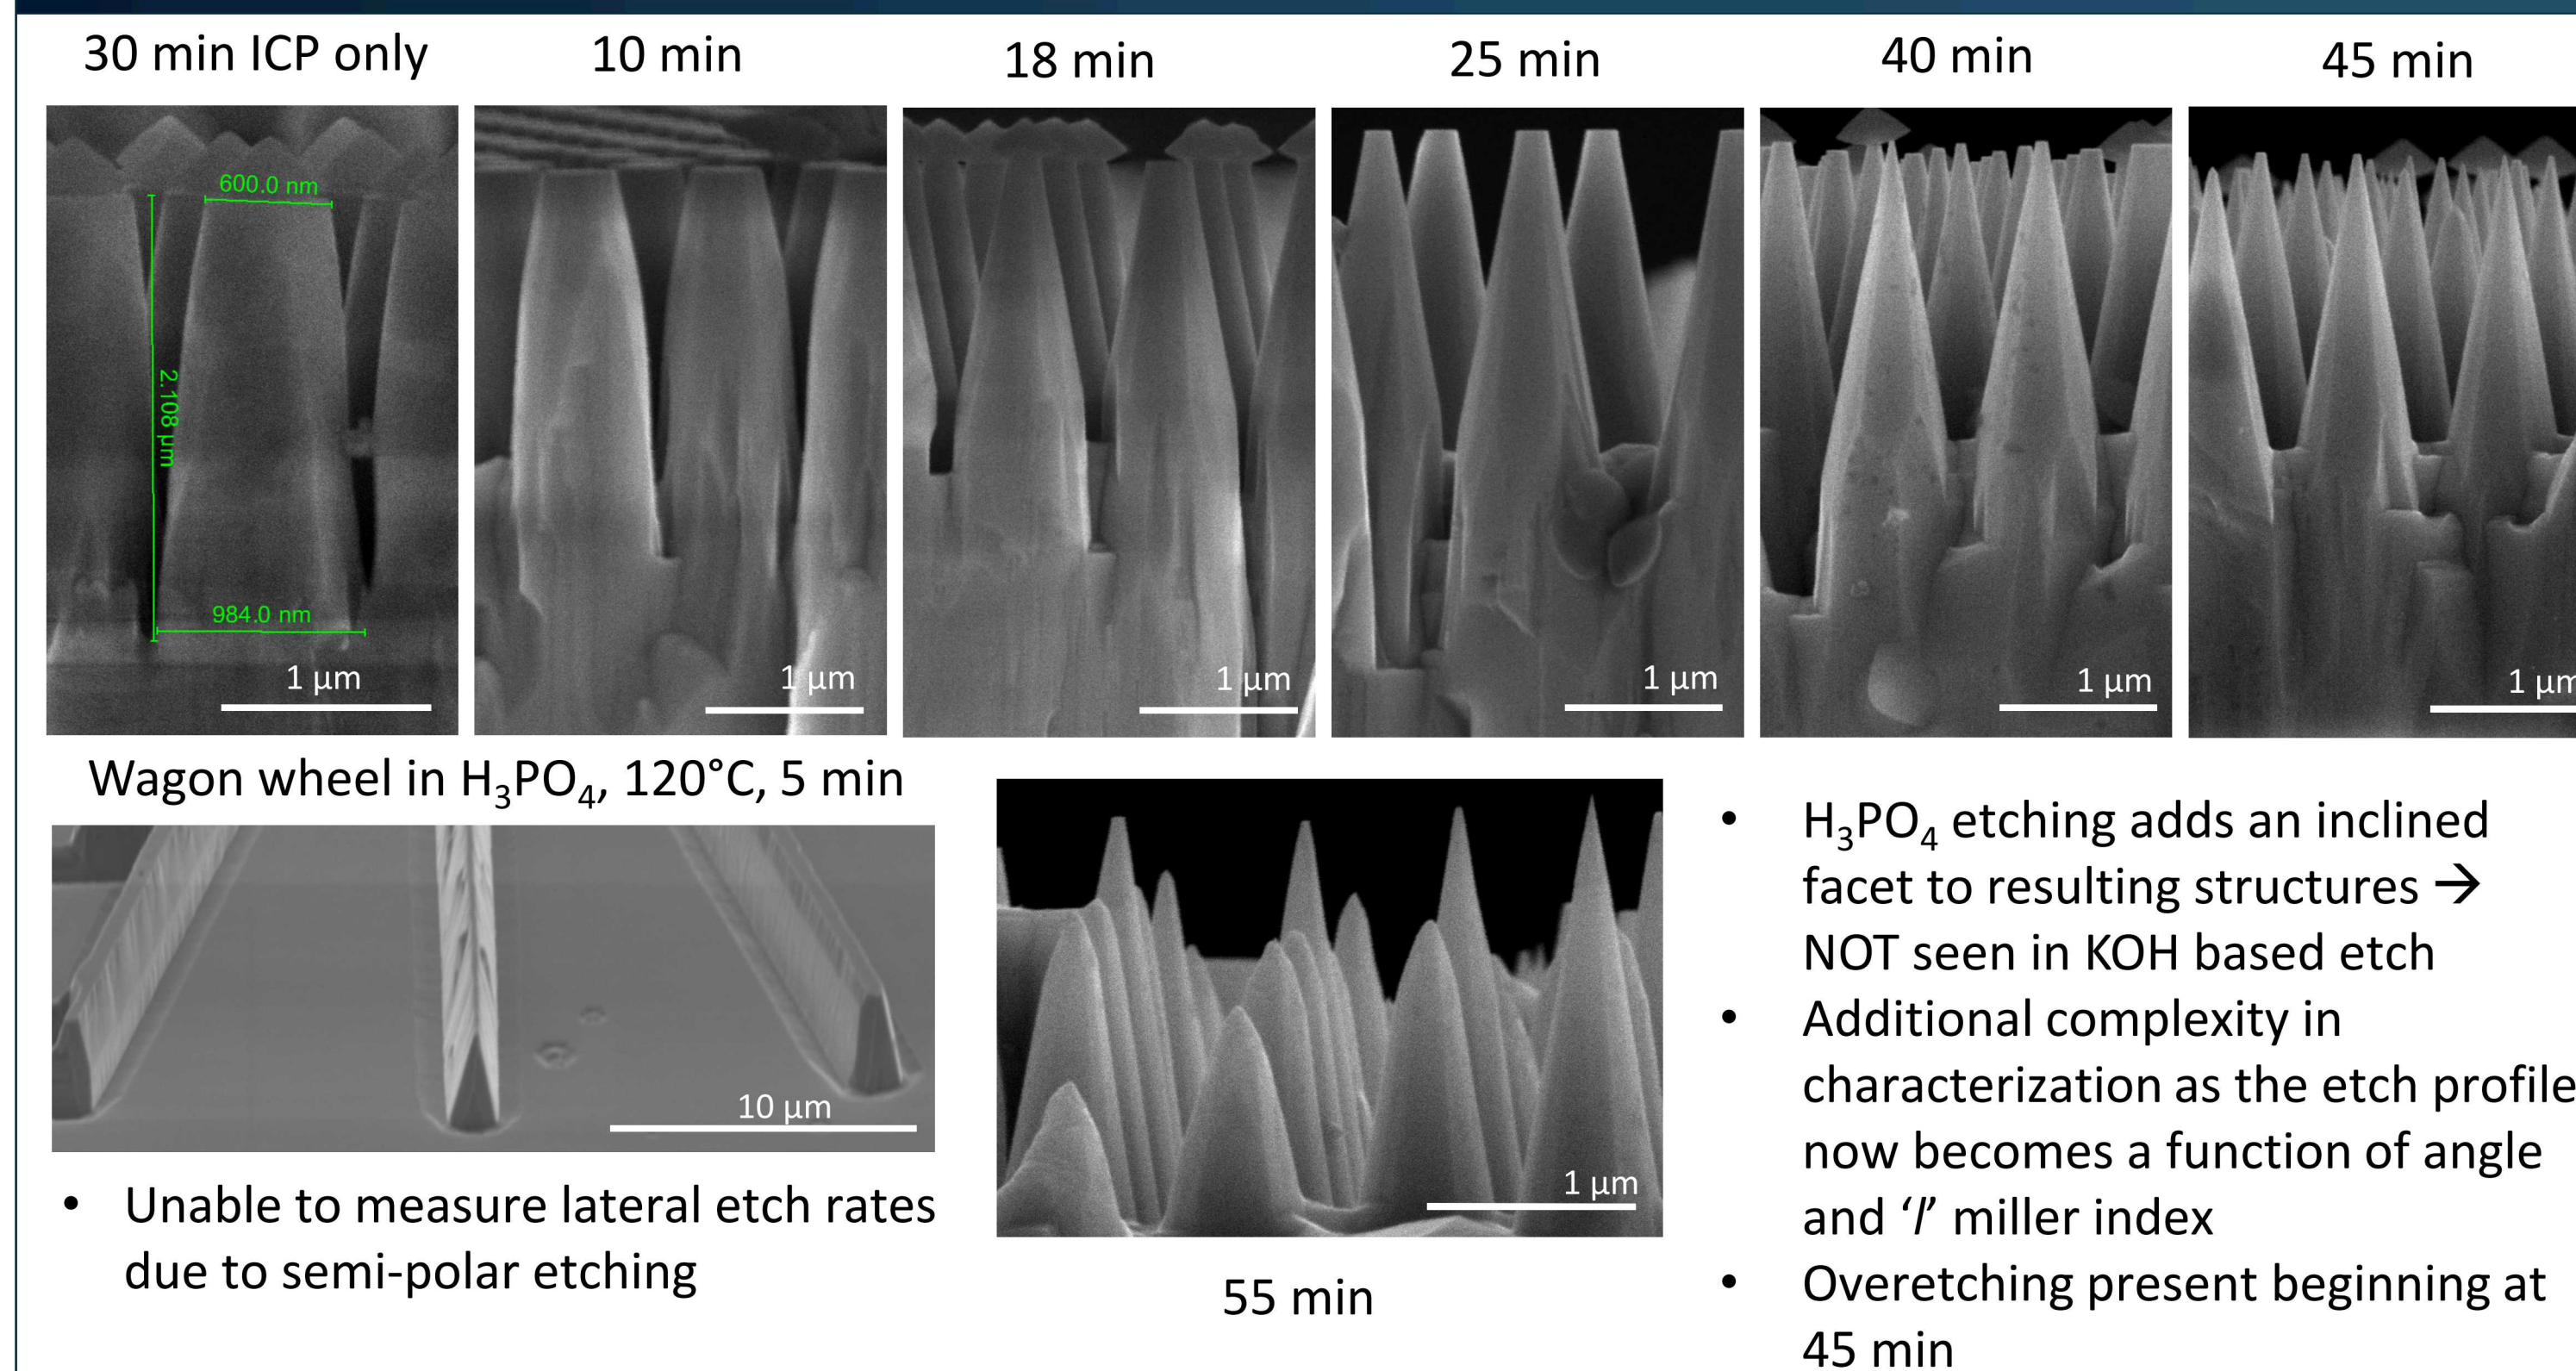 30 min ICP only
10 min
18 min
25 min
40 min
45 min
600.0 nm
2.108 µm
984.0 nm
1 µm
1 µm
1 µm
1 µm
1 µm
1 µm
Wagon wheel in H₃PO₄, 120°C, 5 min
10 µm
• Unable to measure lateral etch rates
due to semi-polar etching
1 µm
55 min
• H₃PO₄ etching adds an inclined
facet to resulting structures →
NOT seen in KOH based etch
• Additional complexity in
characterization as the etch profile
now becomes a function of angle
and ‘l’ miller index
• Overetching present beginning at
45 min